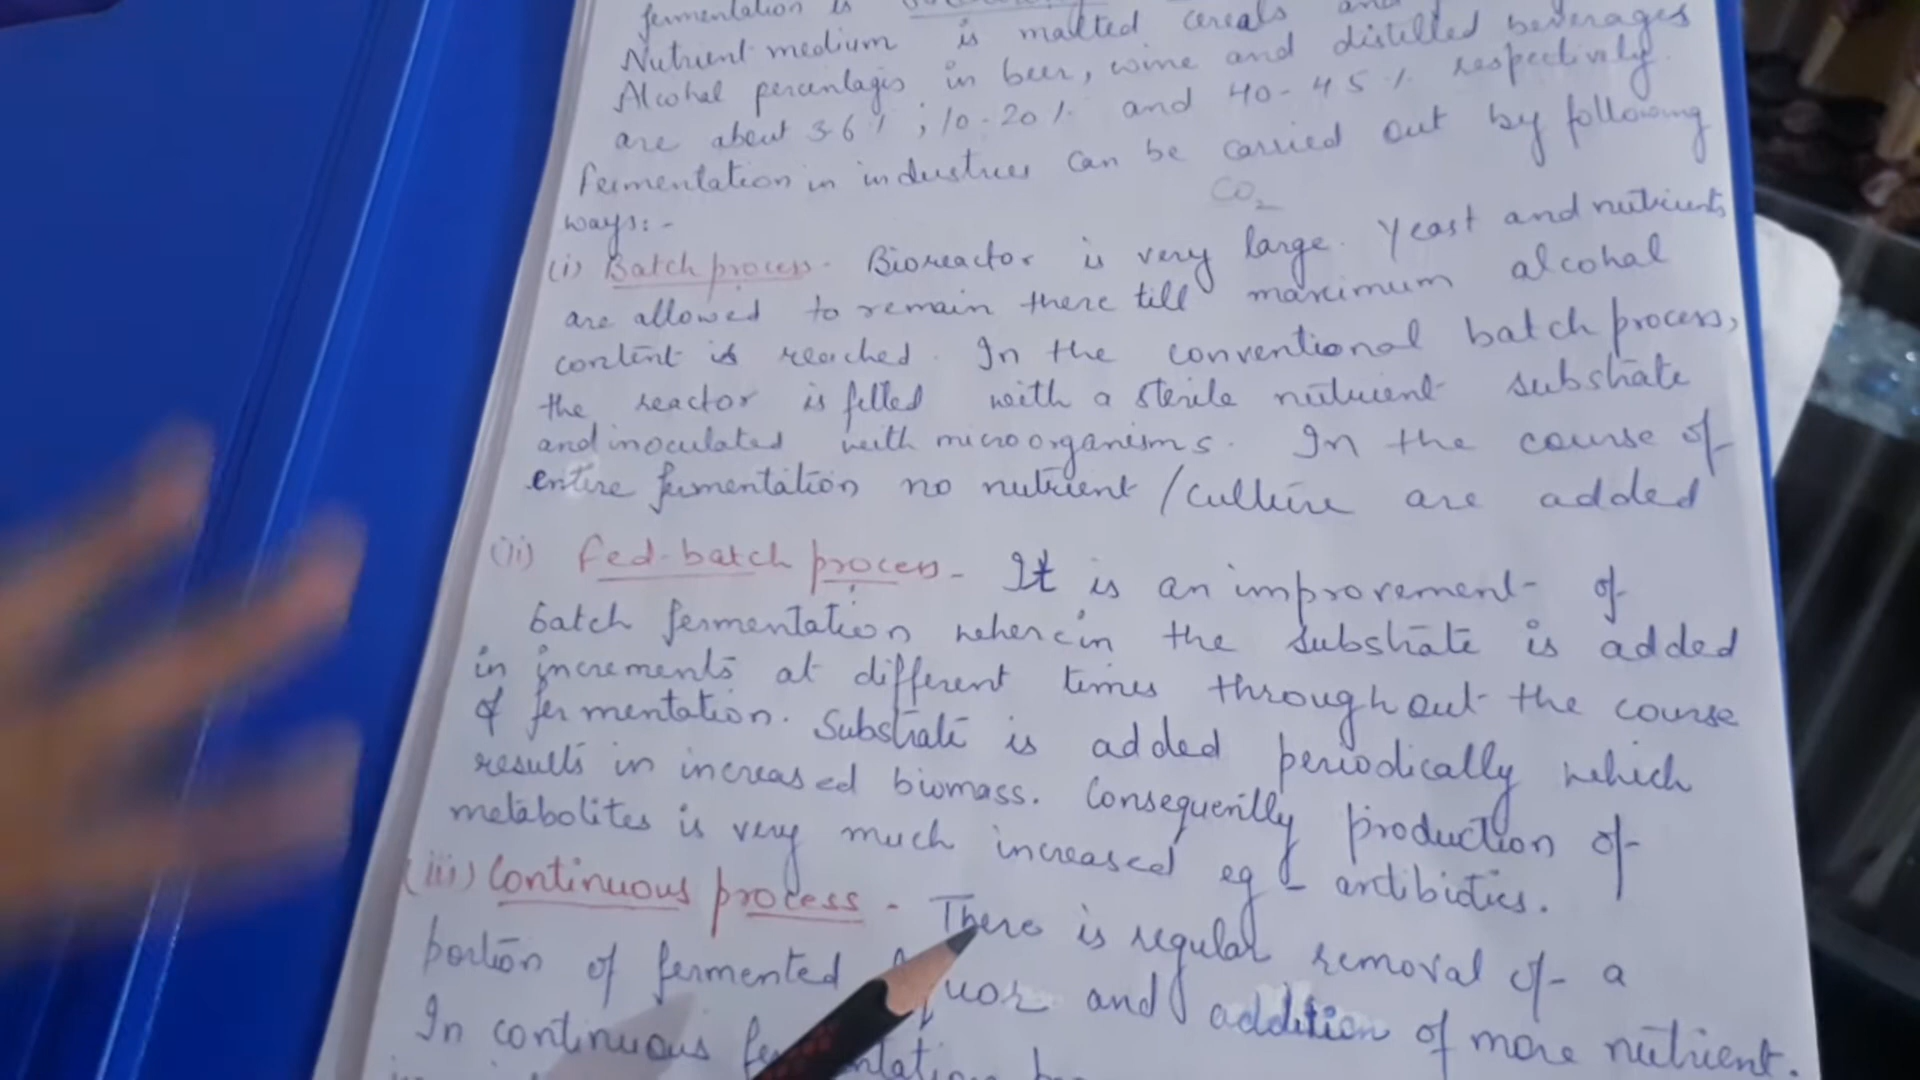 fermentation is
Nutrient medium is malted cereals and
Alcohal percentages in beer, wine and distilled beverages
are about 3-6%; 10-20% and 40-45% respectively.
Fermentation in industries can be carried out by following
ways:-
CO2
(i) Batch process - Bioreactor is very large. Yeast and nutrients
are allowed to remain there till maximum alcohal
content is reached. In the conventional batch process,
the reactor is filled with a sterile nutrient substrate
and inoculated with microorganisms. In the course of
entire fermentation no nutrient / culture are added
(ii) Fed-batch process - It is an improvement of
batch fermentation wherein the substrate is added
in increments at different times throughout the course
of fermentation. Substrate is added periodically which
results in increased biomass. Consequently production of
metabolites is very much increased eg - antibiotics.
(iii) Continuous process - There is regular removal of a
portion of fermented and addition of more nutrient.
In continuous